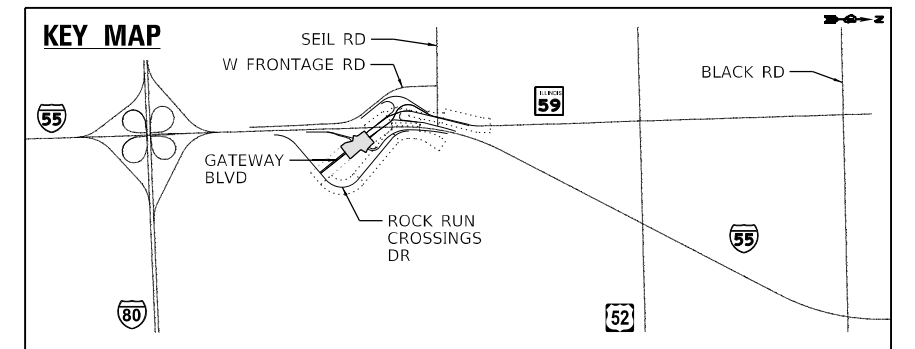 KEY MAP
Z
SEIL RD
W FRONTAGE RD
BLACK RD
ILLINOIS
59
55
GATEWAY
BLVD
ROCK RUN
CROSSINGS
DR
55
80
52